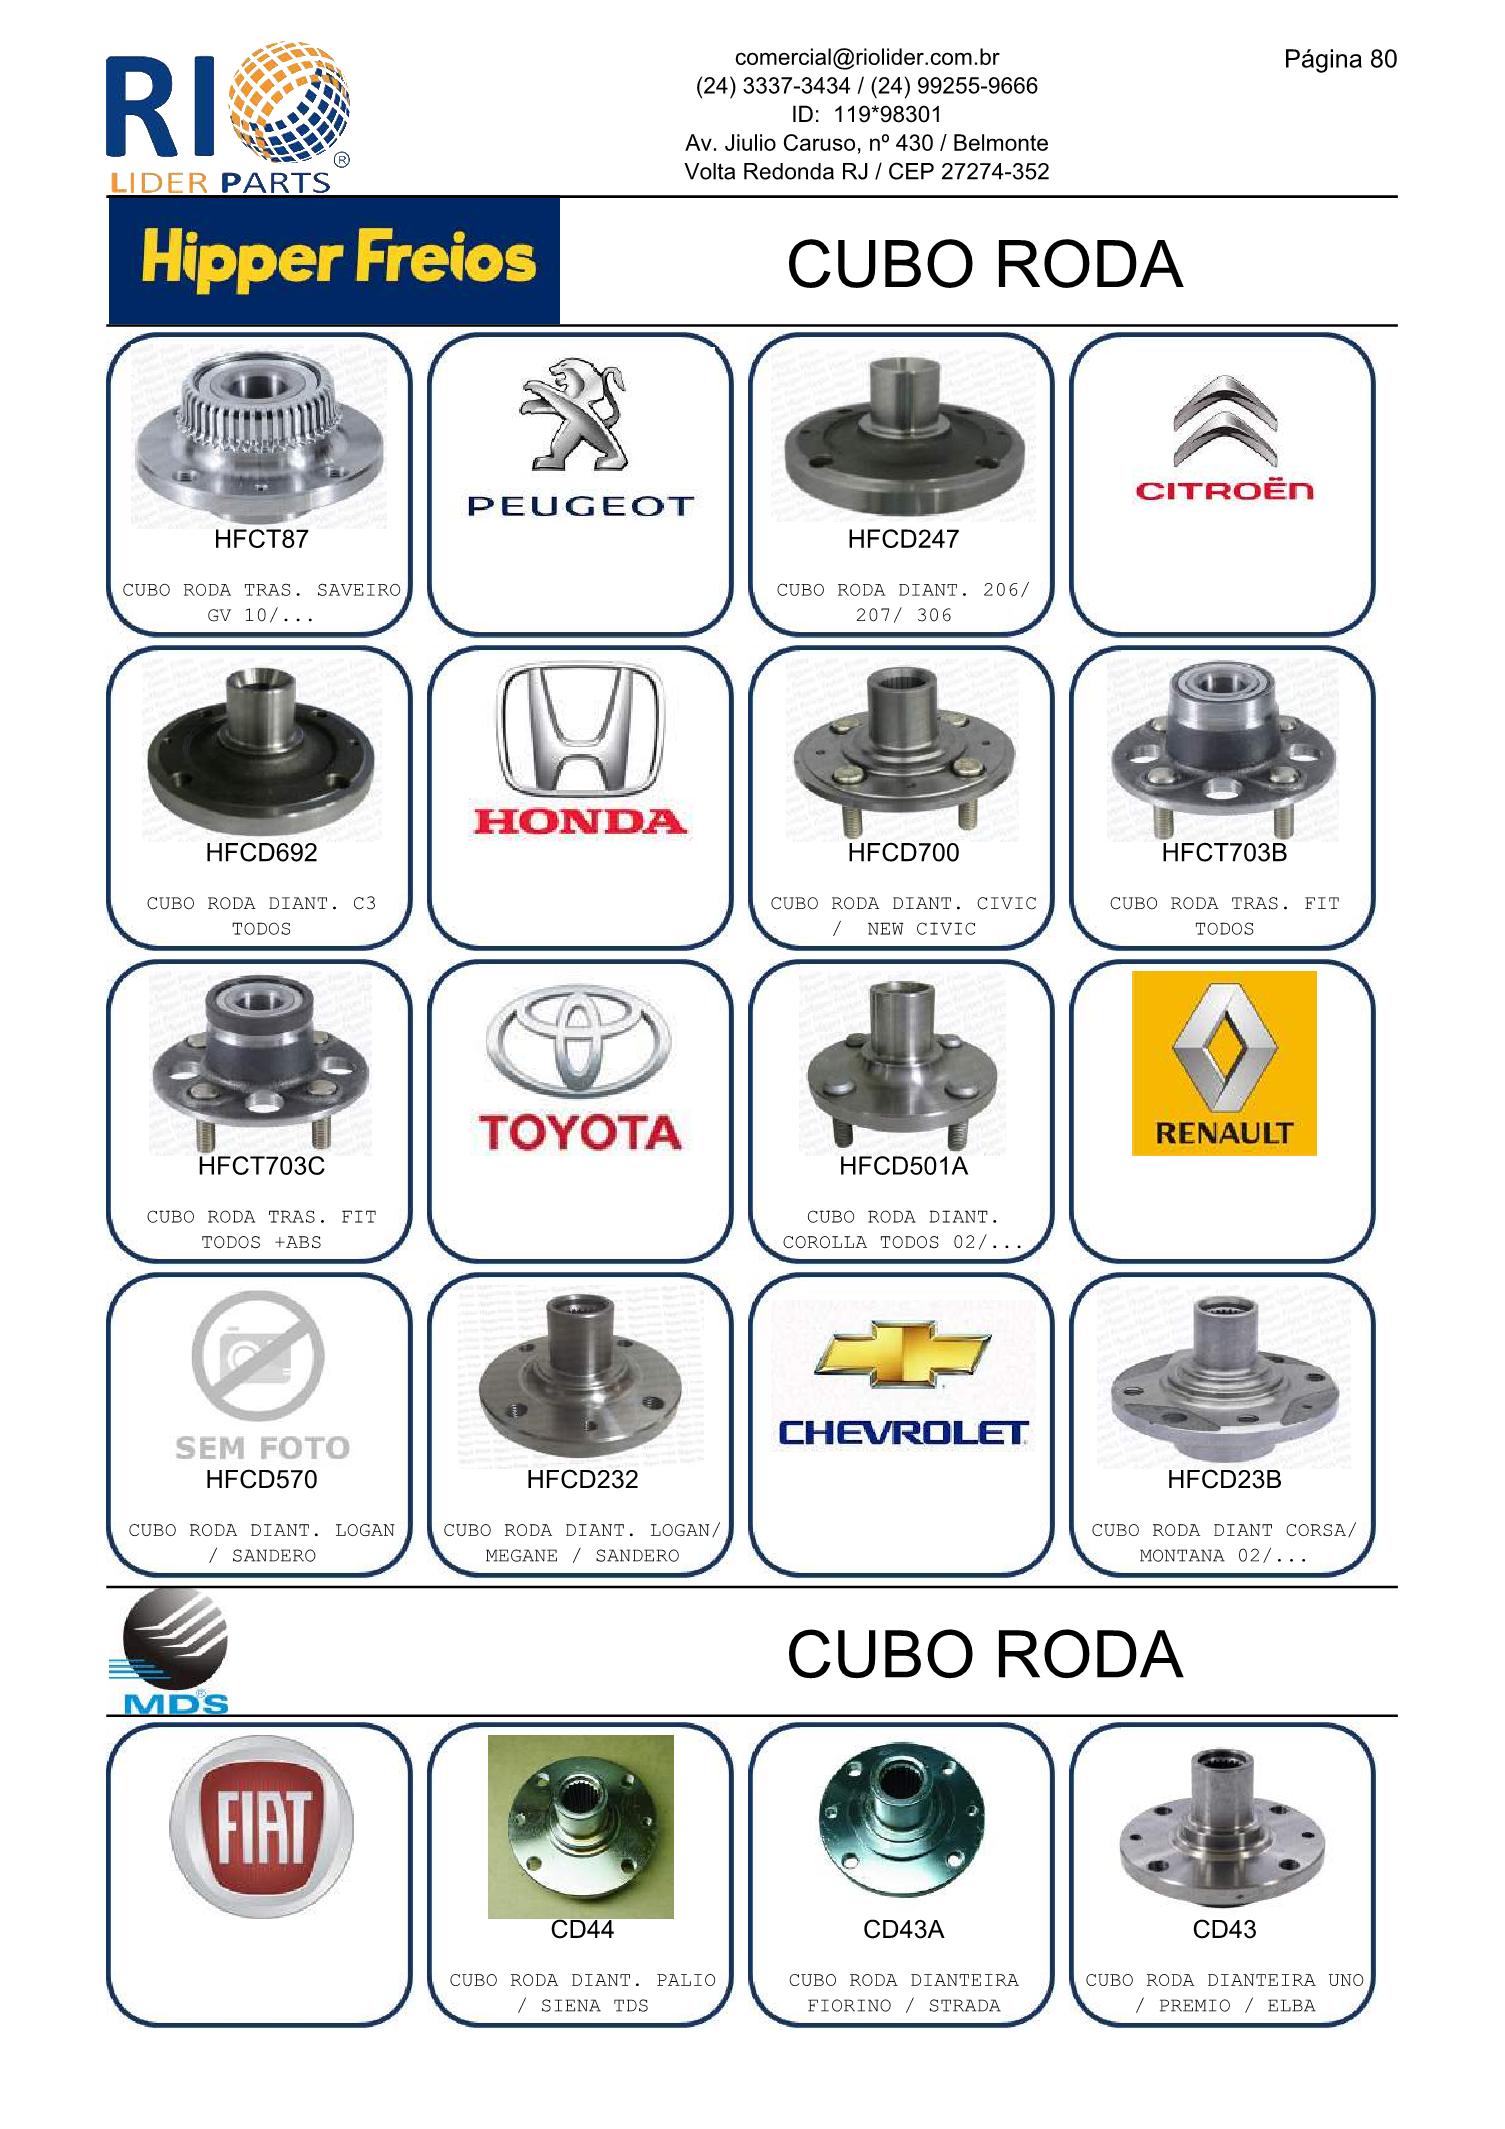 RIO
LIDER PARTS
®
comercial@riolider.com.br
(24) 3337-3434 / (24) 99255-9666
ID: 119*98301
Av. Jiulio Caruso, nº 430 / Belmonte
Volta Redonda RJ / CEP 27274-352
Página 80
Hipper Freios
CUBO RODA
HFCT87
CUBO RODA TRAS. SAVEIRO
GV 10/...
PEUGEOT
HFCD247
CUBO RODA DIANT. 206/
207/ 306
CITROËN
HFCD692
CUBO RODA DIANT. C3
TODOS
HONDA
HFCD700
CUBO RODA DIANT. CIVIC
/ NEW CIVIC
HFCT703B
CUBO RODA TRAS. FIT
TODOS
HFCT703C
CUBO RODA TRAS. FIT
TODOS +ABS
TOYOTA
HFCD501A
CUBO RODA DIANT.
COROLLA TODOS 02/...
RENAULT
SEM FOTO
HFCD570
CUBO RODA DIANT. LOGAN
/ SANDERO
HFCD232
CUBO RODA DIANT. LOGAN/
MEGANE / SANDERO
CHEVROLET
HFCD23B
CUBO RODA DIANT CORSA/
MONTANA 02/...
MDS®
CUBO RODA
FIAT
CD44
CUBO RODA DIANT. PALIO
/ SIENA TDS
CD43A
CUBO RODA DIANTEIRA
FIORINO / STRADA
CD43
CUBO RODA DIANTEIRA UNO
/ PREMIO / ELBA